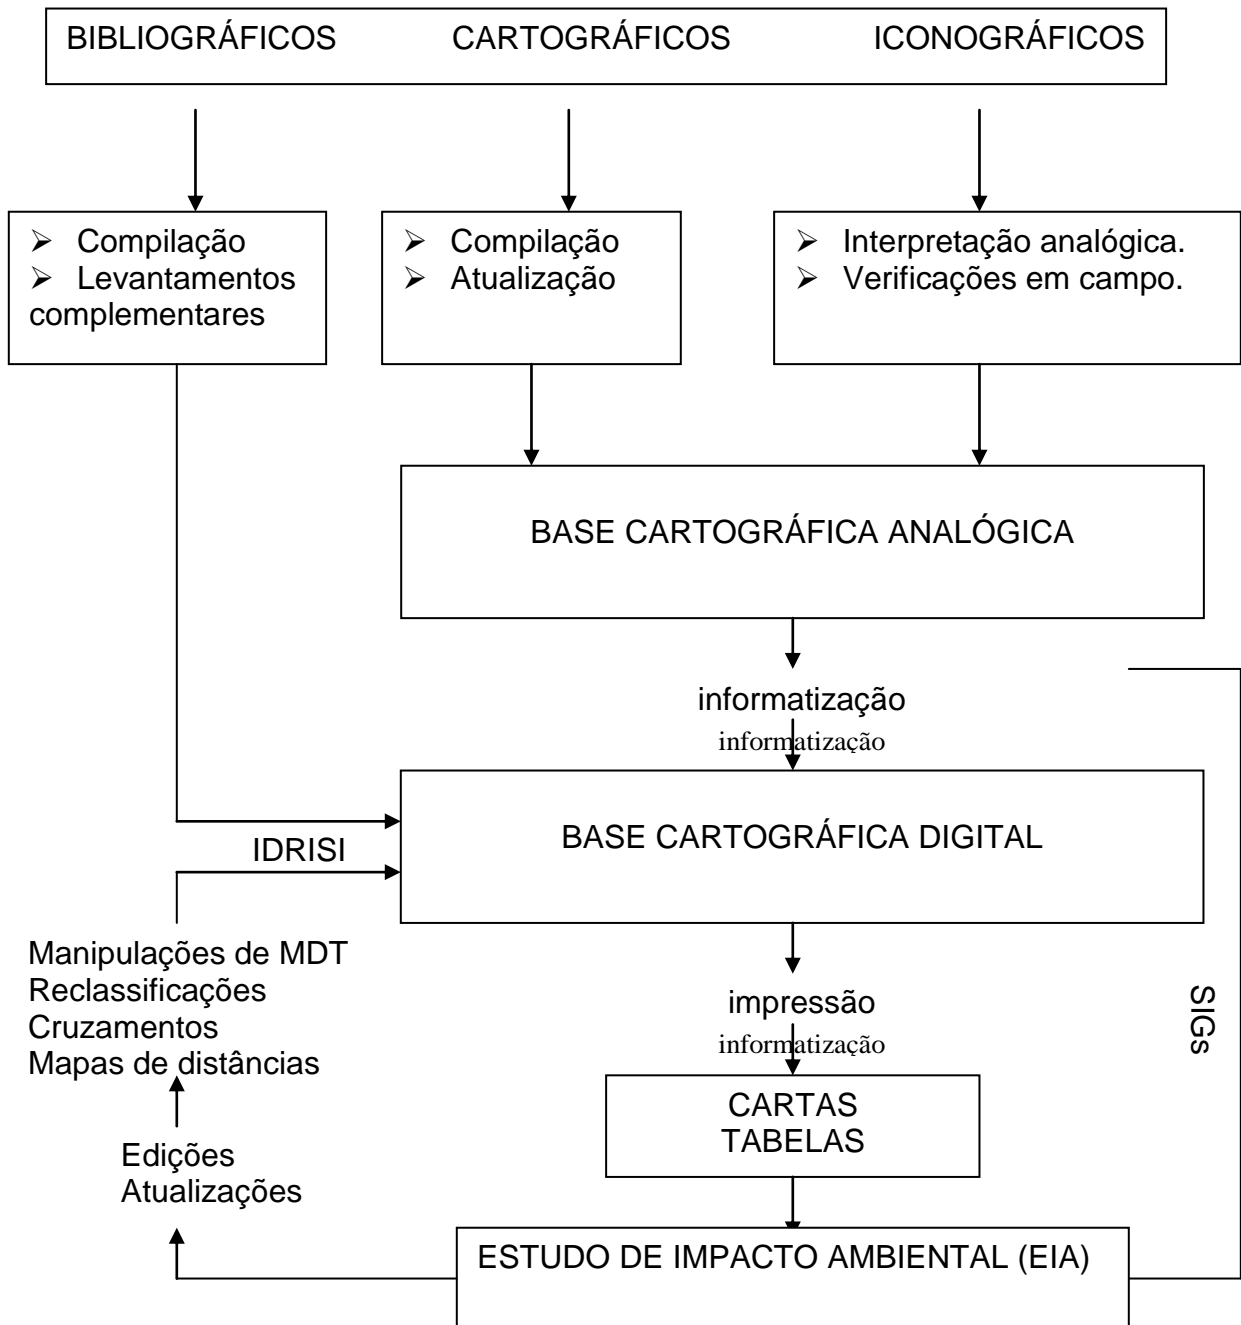 BIBLIOGRÁFICOS CARTOGRÁFICOS ICONOGRÁFICOS
➢ Compilação
➢ Levantamentos
complementares
➢ Compilação
➢ Atualização
➢ Interpretação analógica.
➢ Verificações em campo.
BASE CARTOGRÁFICA ANALÓGICA
informatização
informatização
BASE CARTOGRÁFICA DIGITAL
IDRISI
Manipulações de MDT
Reclassificações
Cruzamentos
Mapas de distâncias
impressão
informatização
SIGs
CARTAS
TABELAS
Edições
Atualizações
ESTUDO DE IMPACTO AMBIENTAL (EIA)